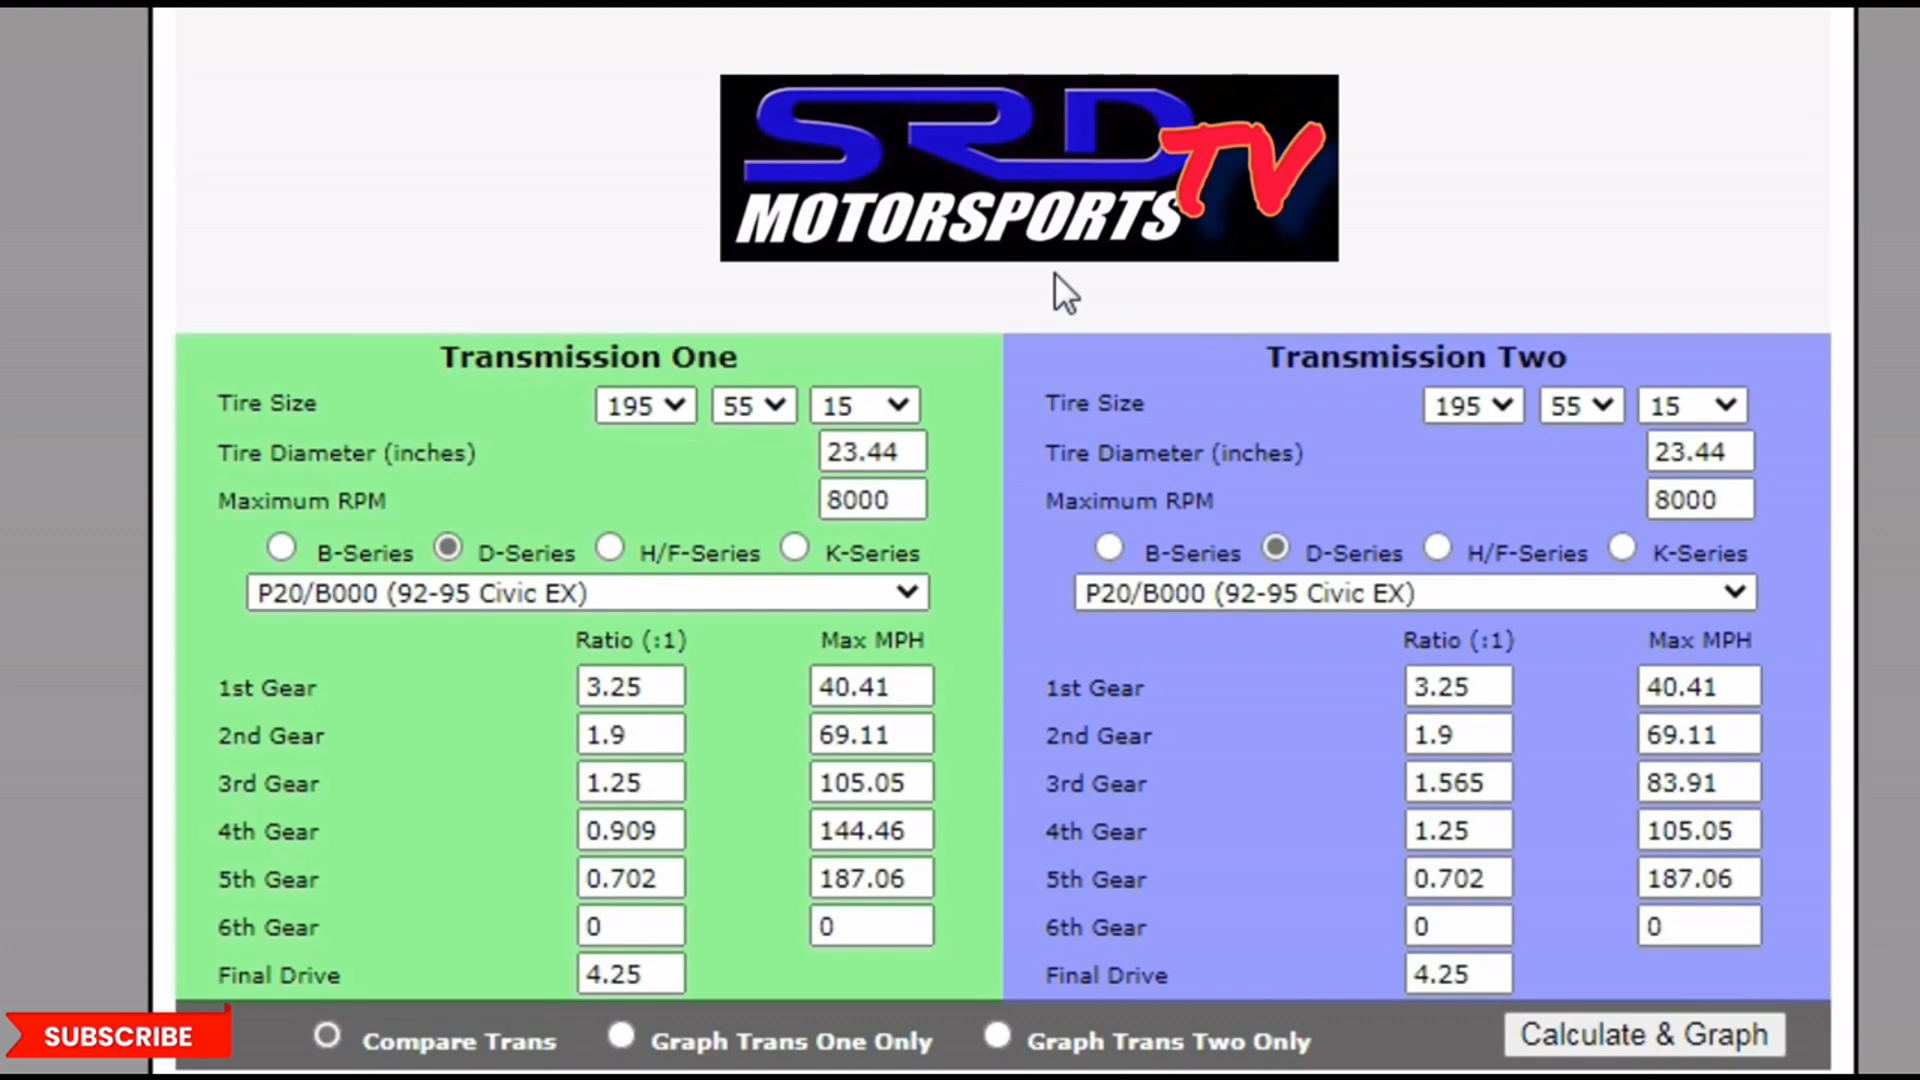 SRD TV
MOTORSPORTS
Transmission One
Tire Size 195 55 15
Tire Diameter (inches) 23.44
Maximum RPM 8000
B-Series D-Series H/F-Series K-Series
P20/B000 (92-95 Civic EX)
Ratio (:1) Max MPH
1st Gear 3.25 40.41
2nd Gear 1.9 69.11
3rd Gear 1.25 105.05
4th Gear 0.909 144.46
5th Gear 0.702 187.06
6th Gear 0 0
Final Drive 4.25
Transmission Two
Tire Size 195 55 15
Tire Diameter (inches) 23.44
Maximum RPM 8000
B-Series D-Series H/F-Series K-Series
P20/B000 (92-95 Civic EX)
Ratio (:1) Max MPH
1st Gear 3.25 40.41
2nd Gear 1.9 69.11
3rd Gear 1.565 83.91
4th Gear 1.25 105.05
5th Gear 0.702 187.06
6th Gear 0 0
Final Drive 4.25
SUBSCRIBE
Compare Trans Graph Trans One Only Graph Trans Two Only Calculate & Graph